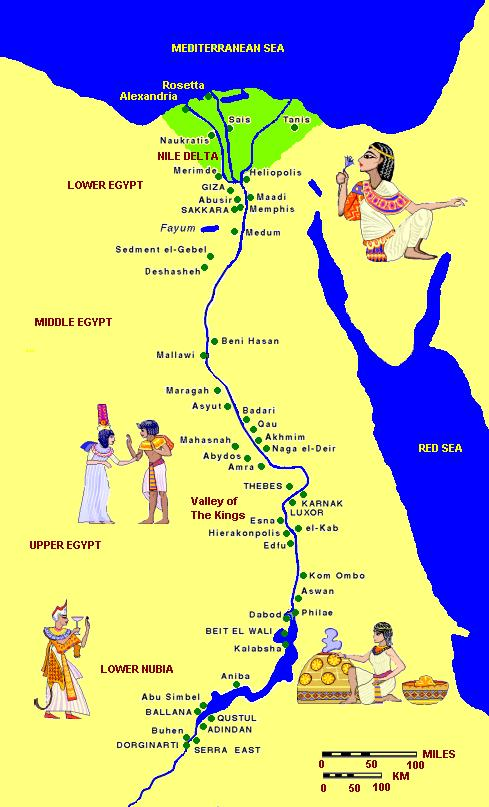 MEDITERRANEAN SEA
Rosetta
Alexandria
Sais
Tanis
Naukratis
NILE DELTA
Merimde
Heliopolis
LOWER EGYPT
GIZA
Maadi
Abusir
SAKKARA
Memphis
Fayum
Medum
Sedment el-Gebel
Deshasheh
MIDDLE EGYPT
Beni Hasan
Mallawi
Maragah
Asyut
Badari
Qau
Akhmim
Mahasnah
Naga el-Deir
RED SEA
Abydos
Amra
THEBES
Valley of
The Kings
KARNAK
LUXOR
Esna
el-Kab
Hierakonpolis
UPPER EGYPT
Edfu
Kom Ombo
Aswan
Dabod
Philae
BEIT EL WALI
Kalabsha
LOWER NUBIA
Aniba
Abu Simbel
BALLANA
QUSTUL
ADINDAN
Buhen
DORGINARTI
SERRA EAST
MILES
0 50 100
KM
0 50 100